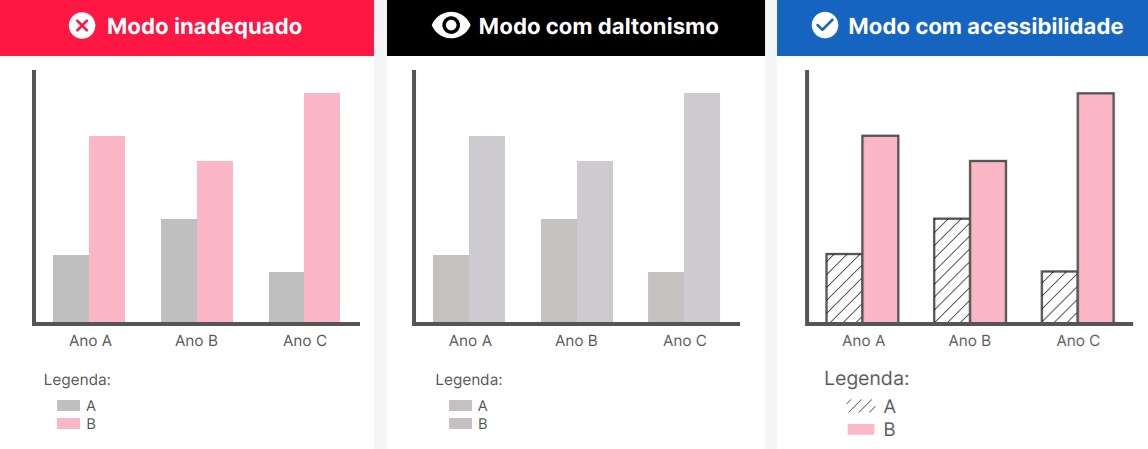 Modo inadequado
Ano A Ano B Ano C
Legenda:
A
B
Modo com daltonismo
Ano A Ano B Ano C
Legenda:
A
B
Modo com acessibilidade
Ano A Ano B Ano C
Legenda:
A
B